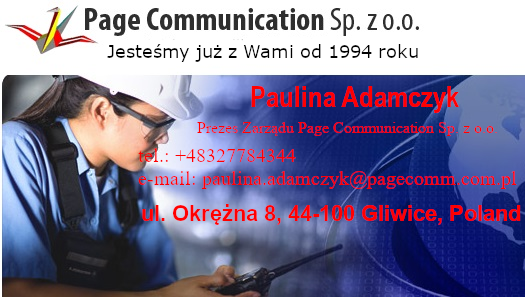 Page Communication Sp. z o.o.
Jesteśmy już z Wami od 1994 roku
Paulina Adamczyk
Prezes Zarządu Page Communication Sp. z o.o.
tel.: +48327784344
e-mail: paulina.adamczyk@pagecomm.com.pl
ul. Okrężna 8, 44-100 Gliwice, Poland